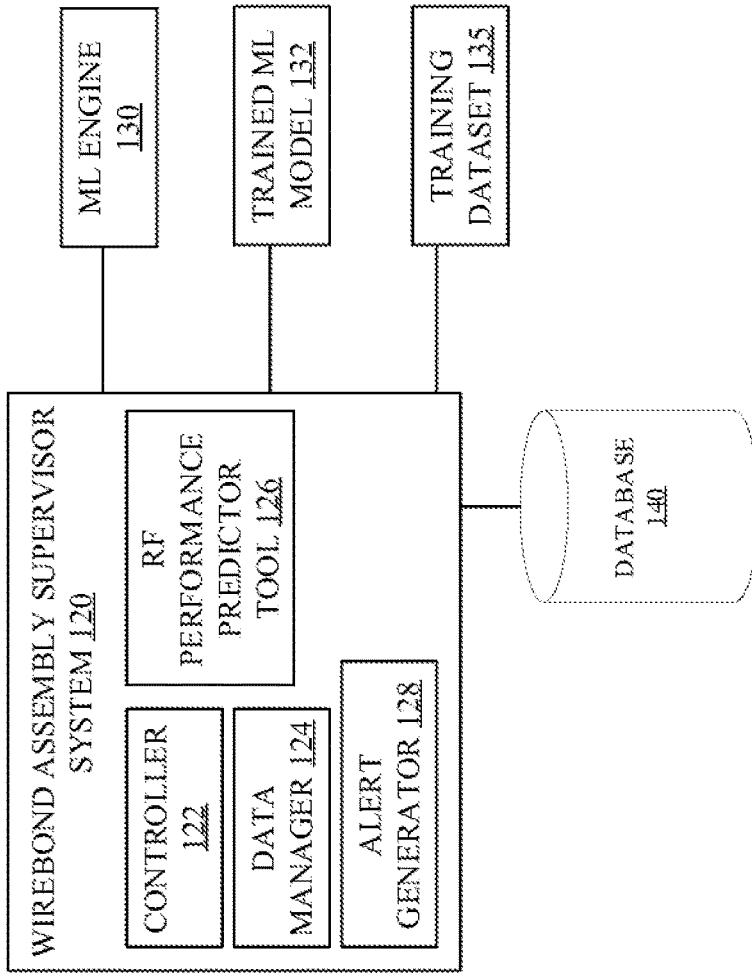 WIREBOND ASSEMBLY SUPERVISOR
SYSTEM 120
CONTROLLER
122
DATA
MANAGER 124
ALERT
GENERATOR 128
RF
PERFORMANCE
PREDICTOR
TOOL 126
ML ENGINE
130
TRAINED ML
MODEL 132
TRAINING
DATASET 135
DATABASE
140